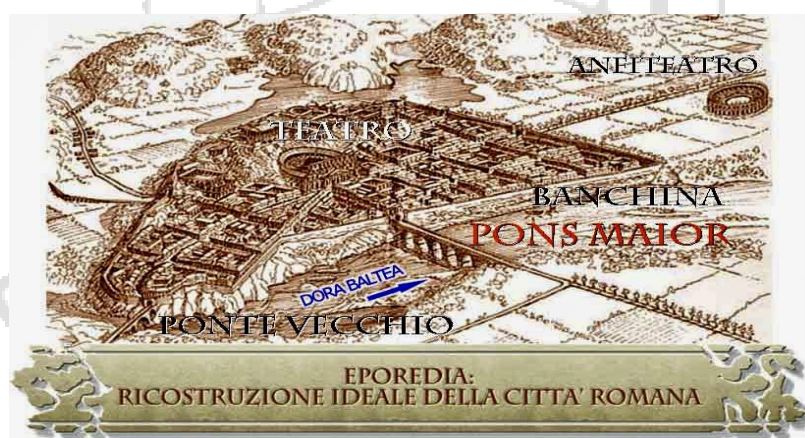 ANFITEATRO
TEATRO
BANCHINA
PONS MAIOR
DORA BALTEA
PONTE VECCHIO
EPOREDIA:
RICOSTRUZIONE IDEALE DELLA CITTA' ROMANA